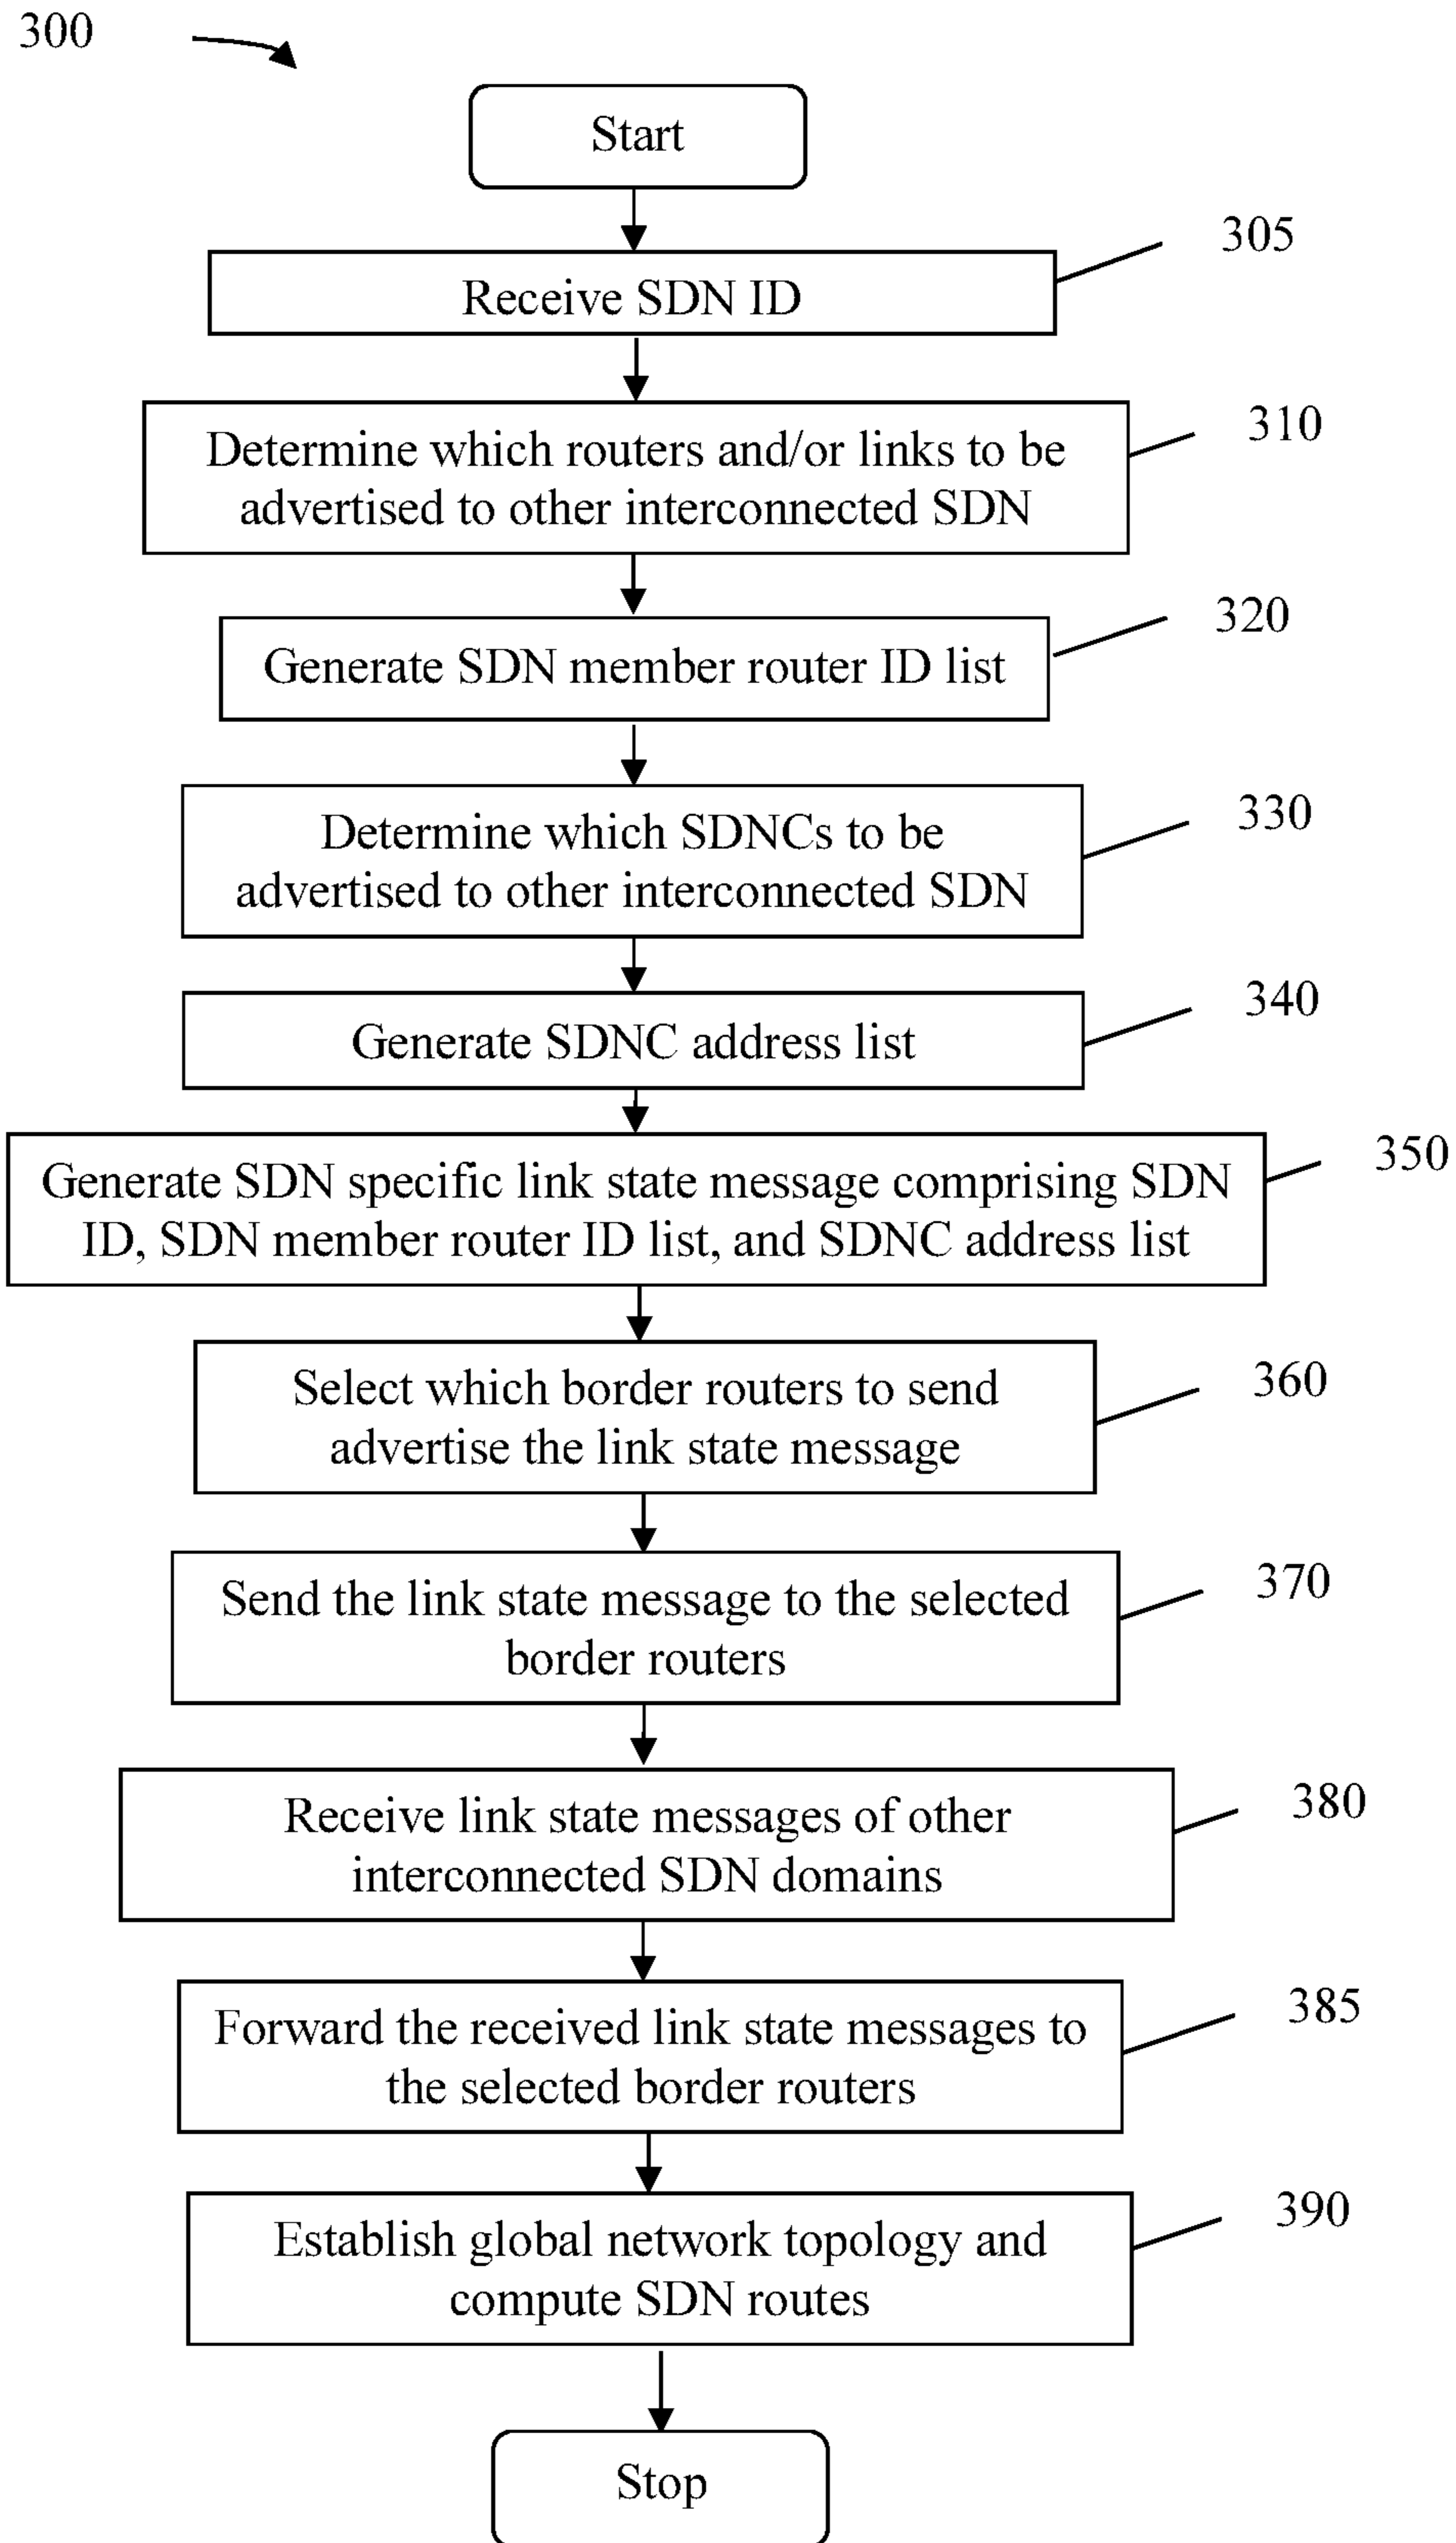 300
Start
305
Receive SDN ID
310
Determine which routers and/or links to be
advertised to other interconnected SDN
320
Generate SDN member router ID list
330
Determine which SDNCs to be
advertised to other interconnected SDN
340
Generate SDNC address list
350
Generate SDN specific link state message comprising SDN
ID, SDN member router ID list, and SDNC address list
360
Select which border routers to send
advertise the link state message
370
Send the link state message to the selected
border routers
380
Receive link state messages of other
interconnected SDN domains
385
Forward the received link state messages to
the selected border routers
390
Establish global network topology and
compute SDN routes
Stop